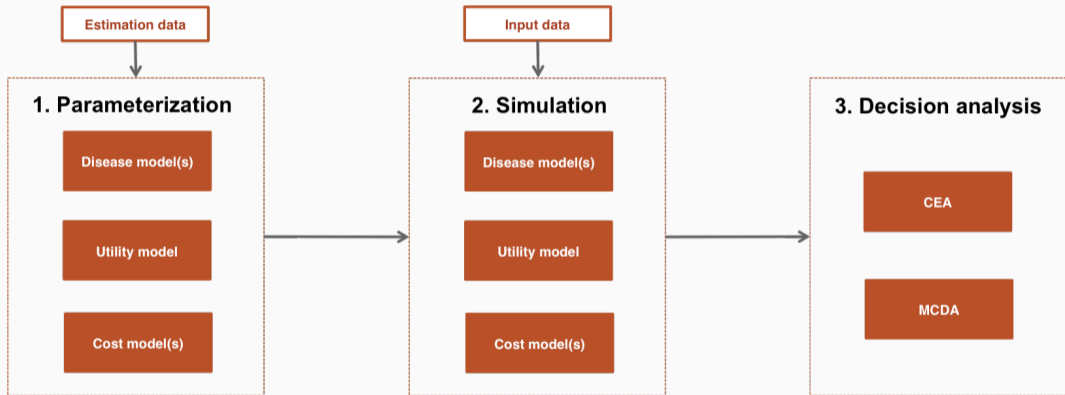 Estimation data
Input data
1. Parameterization
2. Simulation
3. Decision analysis
Disease model(s)
Disease model(s)
CEA
Utility model
Utility model
MCDA
Cost model(s)
Cost model(s)